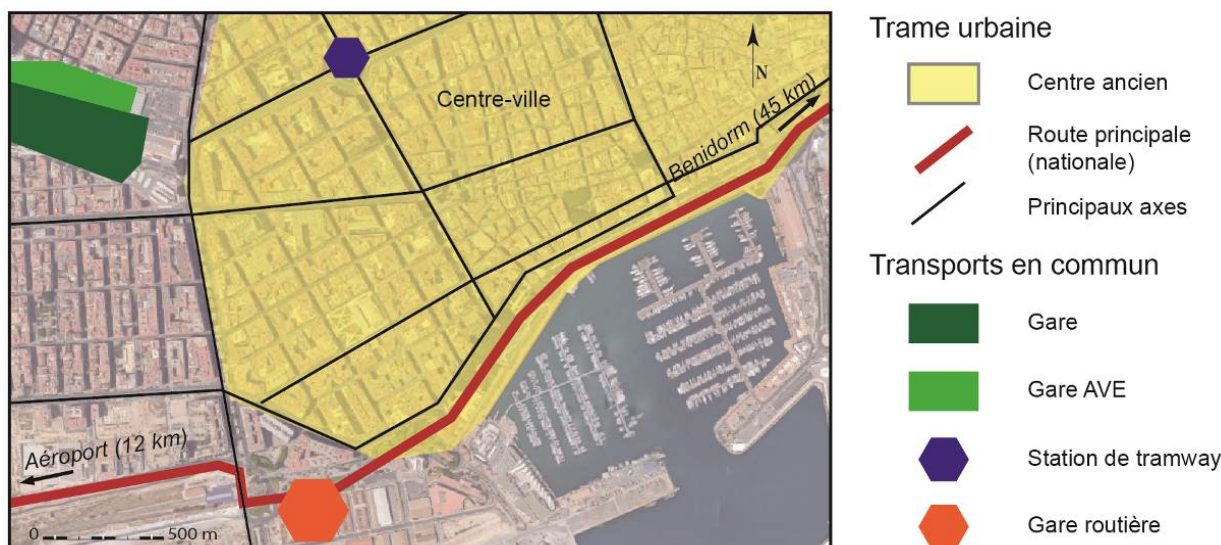 Centre-ville
N
Benidorm (45 km)
Aéroport (12 km)
0 500 m
Trame urbaine
Centre ancien
Route principale
(nationale)
Principaux axes
Transports en commun
Gare
Gare AVE
Station de tramway
Gare routière